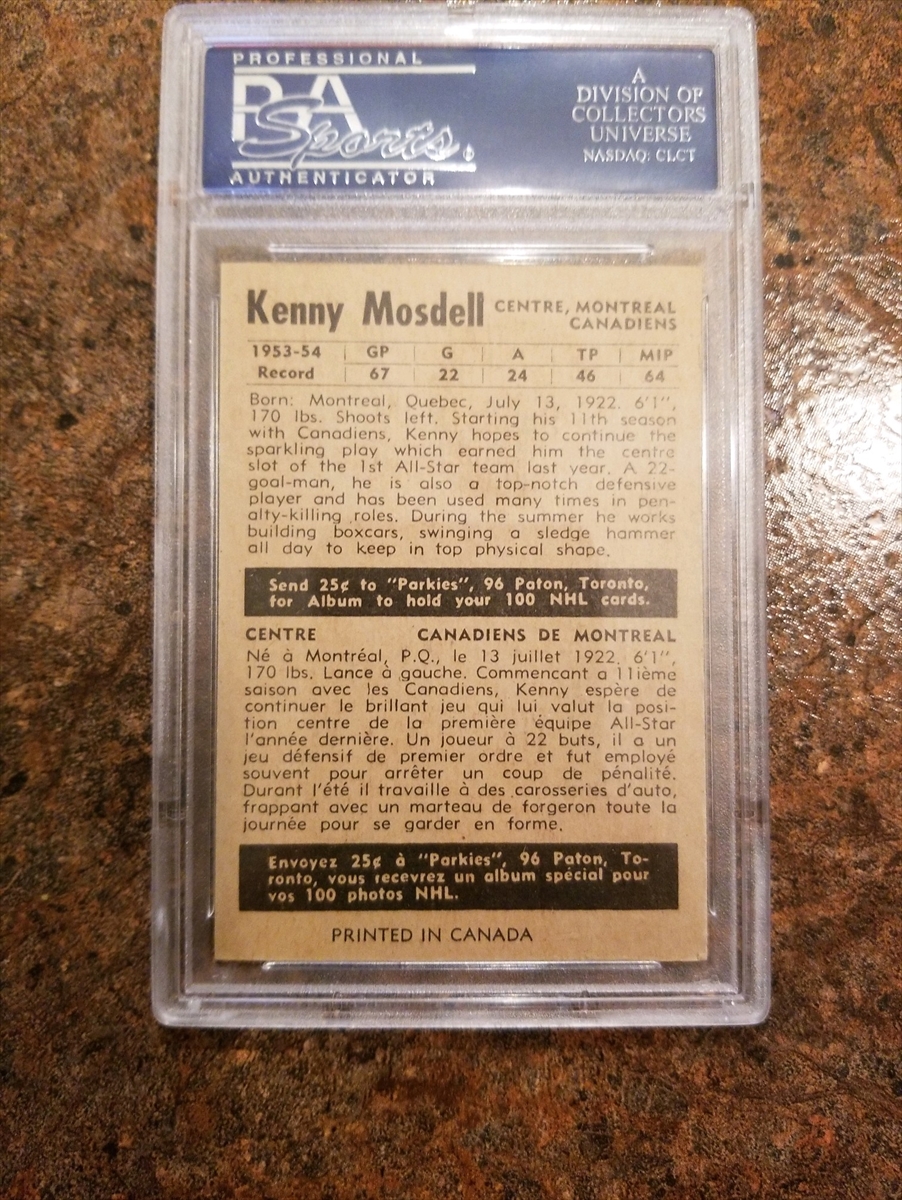 PROFESSIONAL
PSA
Sports
AUTHENTICATOR
A
DIVISION OF
COLLECTORS
UNIVERSE
NASDAQ: CLCT
Kenny Mosdell CENTRE, MONTREAL
CANADIENS
1953-54 GP G A TP MIP
Record 67 22 24 46 64
Born: Montreal, Quebec, July 13, 1922. 6'1",
170 lbs. Shoots left. Starting his 11th season
with Canadiens, Kenny hopes to continue the
sparkling play which earned him the centre
slot of the 1st All-Star team last year. A 22-
goal-man, he is also a top-notch defensive
player and has been used many times in pen-
alty-killing roles. During the summer he works
building boxcars, swinging a sledge hammer
all day to keep in top physical shape.
Send 25¢ to "Parkies", 96 Paton, Toronto,
for Album to hold your 100 NHL cards.
CENTRE CANADIENS DE MONTREAL
Né à Montréal, P.Q., le 13 juillet 1922. 6'1",
170 lbs. Lance à gauche. Commencant a 11ième
saison avec les Canadiens, Kenny espère de
continuer le brillant jeu qui lui valut la posi-
tion centre de la première équipe All-Star
l'année dernière. Un joueur à 22 buts, il a un
jeu défensif de premier ordre et fut employé
souvent pour arrêter un coup de pénalité.
Durant l'été il travaille à des carosseries d'auto,
frappant avec un marteau de forgeron toute la
journée pour se garder en forme.
Envoyez 25¢ à "Parkies", 96 Paton, To-
ronto, vous recevrez un album spécial pour
vos 100 photos NHL.
PRINTED IN CANADA